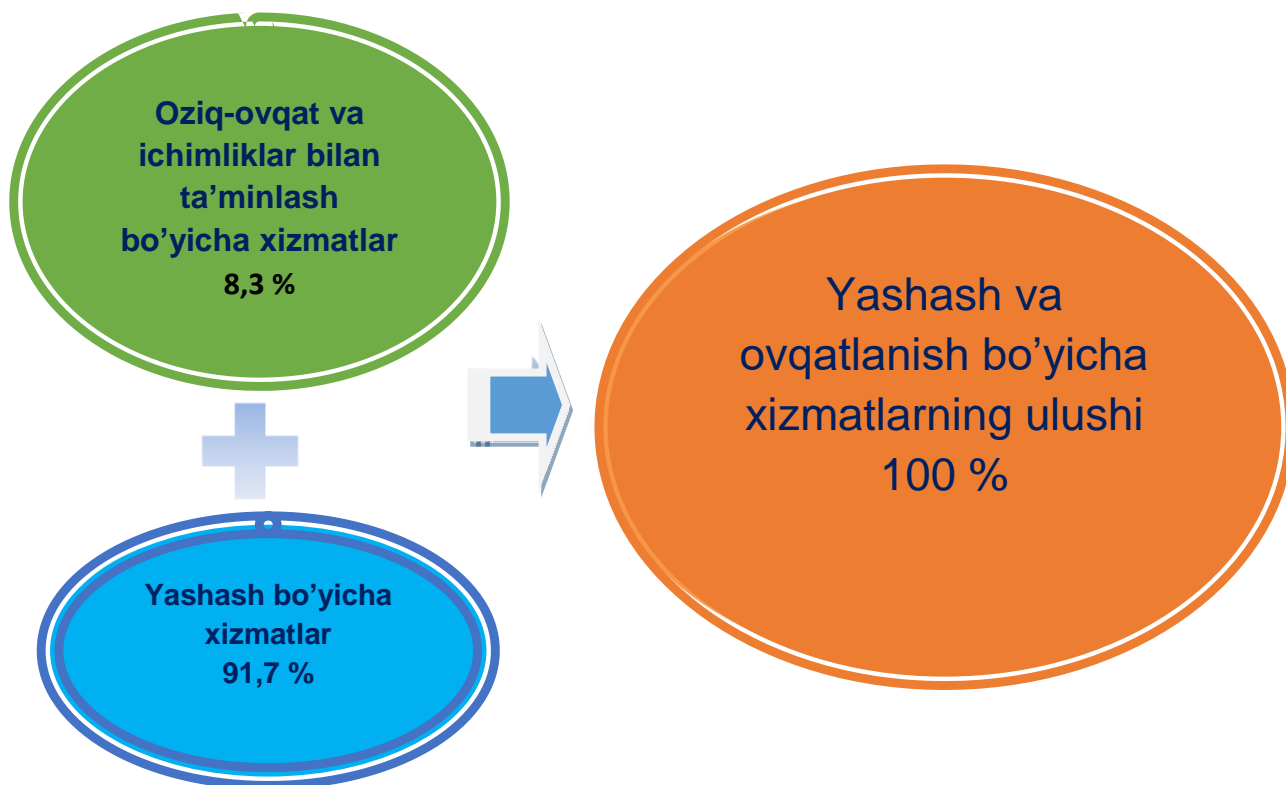 Oziq-ovqat va
ichimliklar bilan
ta’minlash
bo’yicha xizmatlar
8,3 %
Yashash bo’yicha
xizmatlar
91,7 %
Yashash va
ovqatlanish bo’yicha
xizmatlarning ulushi
100 %